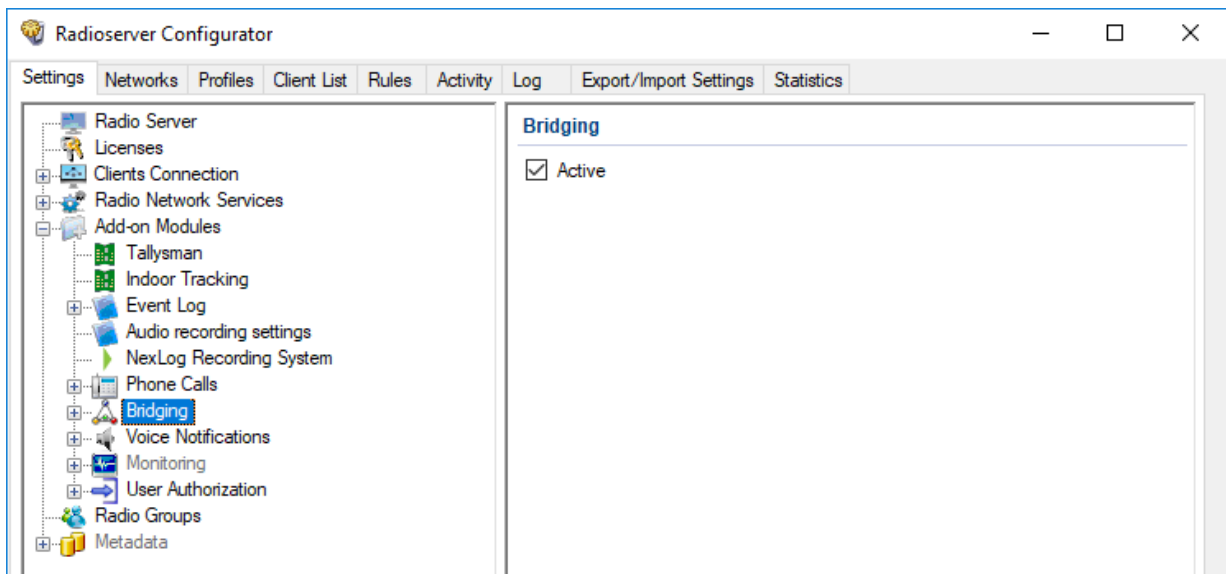 Radioserver Configurator
Settings Networks Profiles Client List Rules Activity Log Export/Import Settings Statistics
Radio Server
Licenses
Clients Connection
Radio Network Services
Add-on Modules
Tallysman
Indoor Tracking
Event Log
Audio recording settings
NexLog Recording System
Phone Calls
Bridging
Voice Notifications
Monitoring
User Authorization
Radio Groups
Metadata
Bridging
Active